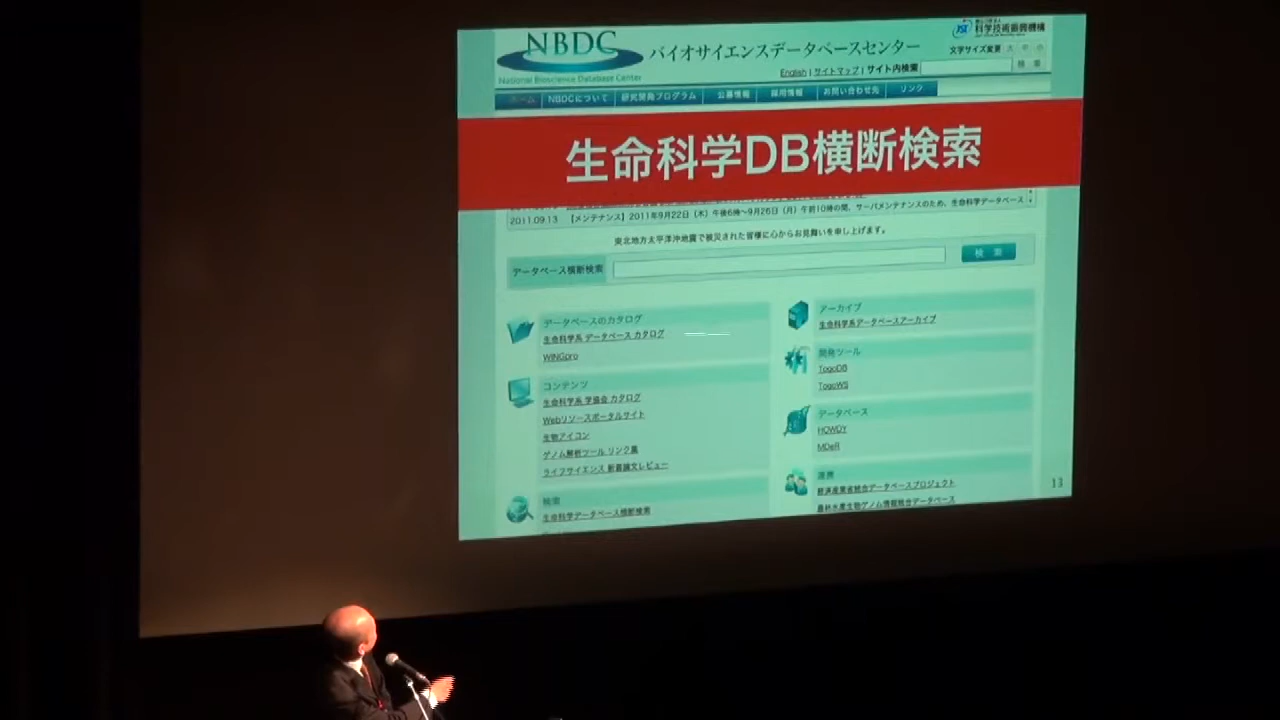 NBDC
National Bioscience Database Center
バイオサイエンスデータベースセンター
JST 科学技術振興機構
文字サイズ変更 大 中 小
English | サイトマップ | サイト内検索 検 索
ホーム NBDCについて 研究開発プログラム 公募情報 採用情報 お問い合わせ先 リンク
生命科学DB横断検索
2011.09.13 【メンテナンス】2011年9月22日（木）午後6時～9月26日（月）午前10時の間、サーバメンテナンスのため、生命科学データベース
東北地方太平洋沖地震で被災された皆様に心からお見舞いを申し上げます。
データベース横断検索 検 索
データベースのカタログ
生命科学系 データベース カタログ
WINGpro
コンテンツ
生命科学系 学協会 カタログ
Webリソースポータルサイト
生物アイコン
ゲノム解析ツール リンク集
ライフサイエンス 新着論文レビュー
検索
生命科学データベース横断検索
アーカイブ
生命科学系データベースアーカイブ
開発ツール
TogoDB
TogoWS
データベース
HOWDY
MDeR
連携
経済産業省統合データベースプロジェクト
農林水産生物ゲノム情報統合データベース
13